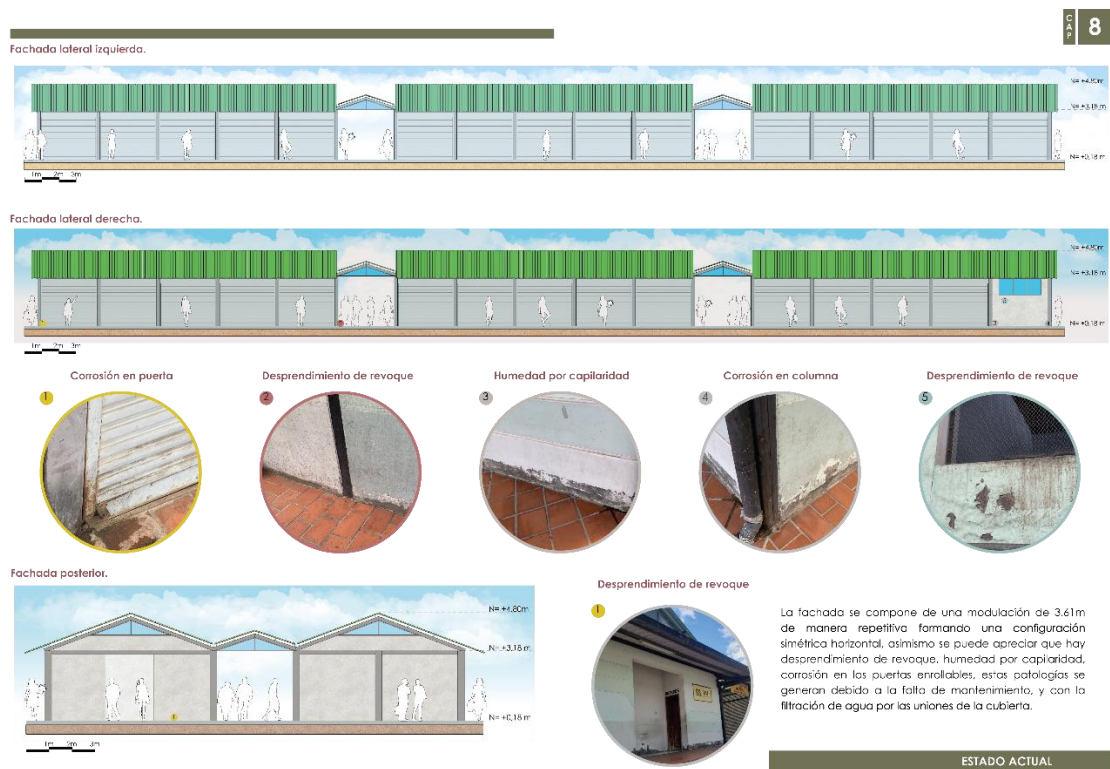 CAP 8
Fachada lateral izquierda.
N= +4.80m
N= +3.18 m
N= +0.18 m
1m 2m 3m
Fachada lateral derecha.
N= +4.80m
N= +3.18 m
N= +0.18 m
1m 2m 3m
Corrosión en puerta
Desprendimiento de revoque
Humedad por capilaridad
Corrosión en columna
Desprendimiento de revoque
1
2
3
4
5
Fachada posterior.
N= +4.80m
N= +3.18 m
N= +0.18 m
1
1m 2m 3m
Desprendimiento de revoque
1
La fachada se compone de una modulación de 3.61m
de manera repetitiva formando una configuración
simétrica horizontal, asimismo se puede apreciar que hay
desprendimiento de revoque, humedad por capilaridad,
corrosión en las puertas enrollables, estas patologías se
generan debido a la falta de mantenimiento, y con la
filtración de agua por las uniones de la cubierta.
ESTADO ACTUAL